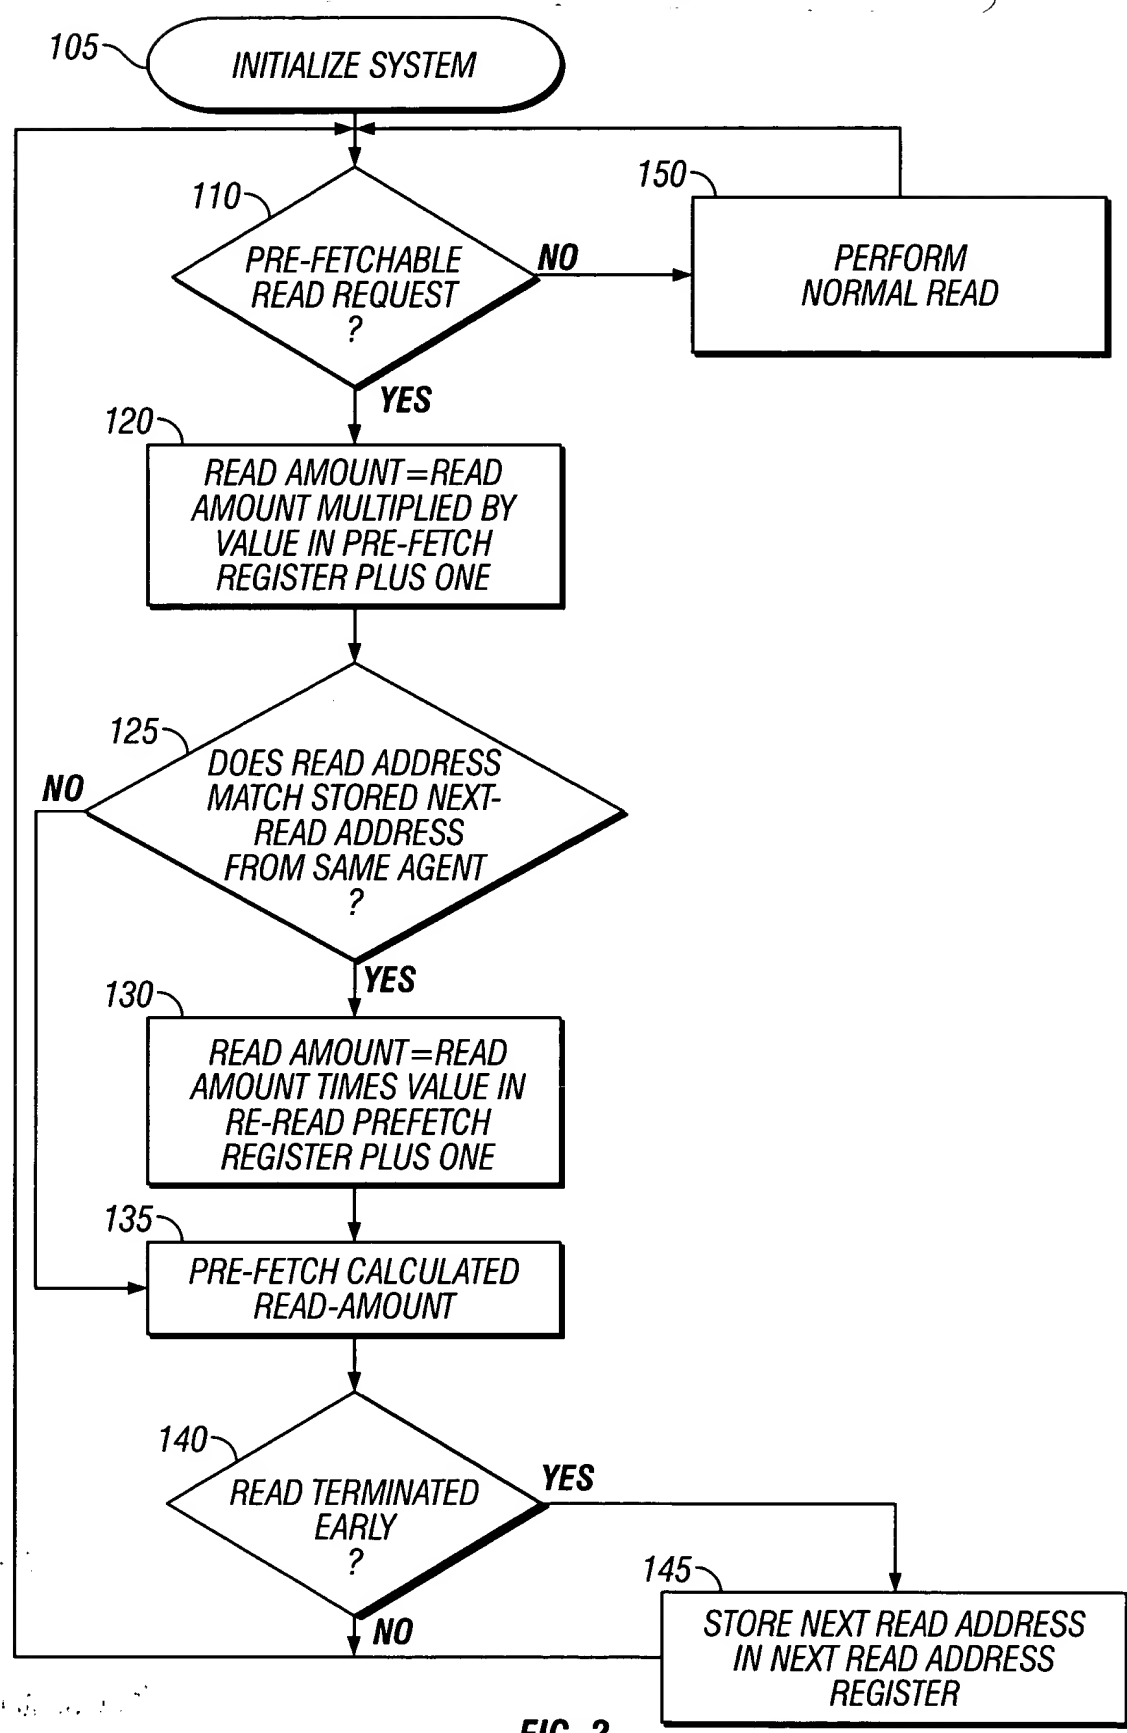 105
INITIALIZE SYSTEM
110
150
PRE-FETCHABLE
READ REQUEST
?
NO
PERFORM
NORMAL READ
YES
120
READ AMOUNT=READ
AMOUNT MULTIPLIED BY
VALUE IN PRE-FETCH
REGISTER PLUS ONE
125
NO
DOES READ ADDRESS
MATCH STORED NEXT-
READ ADDRESS
FROM SAME AGENT
?
YES
130
READ AMOUNT=READ
AMOUNT TIMES VALUE IN
RE-READ PREFETCH
REGISTER PLUS ONE
135
PRE-FETCH CALCULATED
READ-AMOUNT
140
READ TERMINATED
EARLY
?
YES
NO
145
STORE NEXT READ ADDRESS
IN NEXT READ ADDRESS
REGISTER
FIG. 2